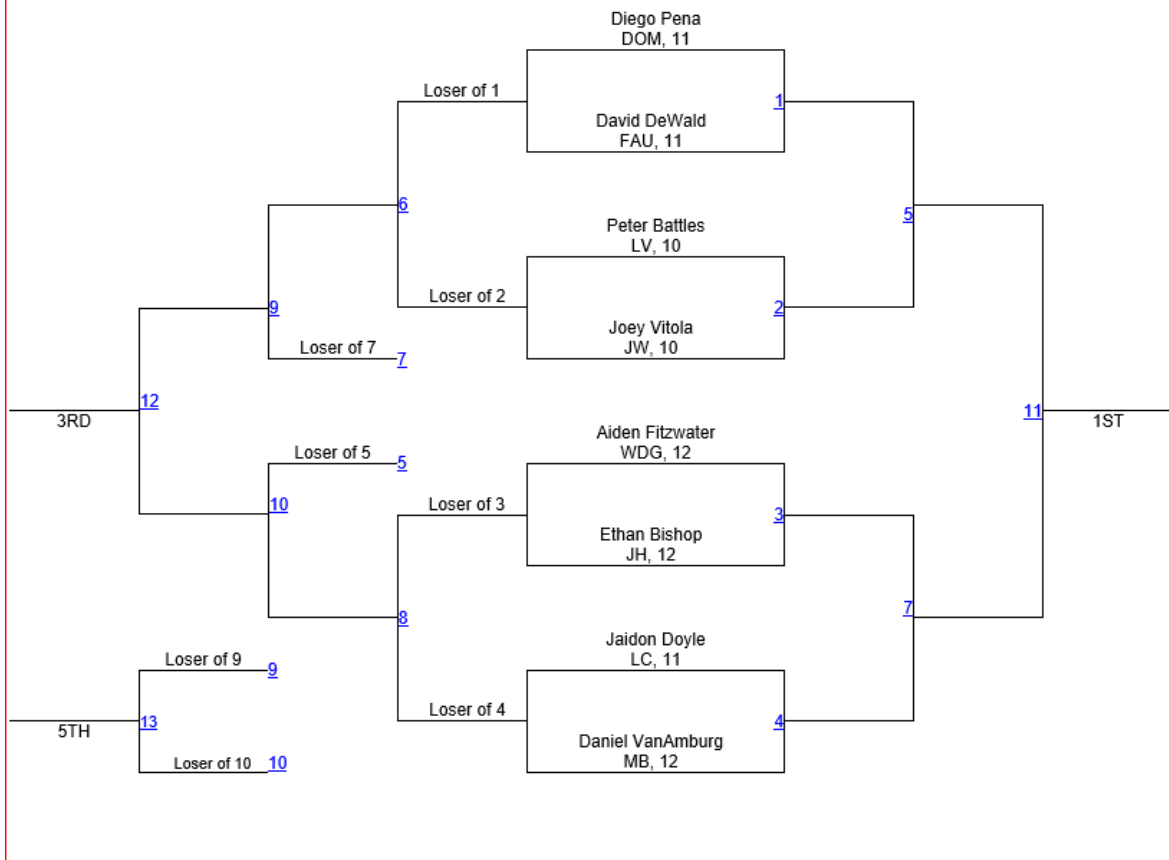 Diego Pena
DOM, 11
Loser of 1
1
David DeWald
FAU, 11
6
5
Peter Battles
LV, 10
Loser of 2
2
9
Joey Vitola
JW, 10
Loser of 7
7
12
3RD
11
1ST
Aiden Fitzwater
WDG, 12
Loser of 5
5
10
Loser of 3
3
Ethan Bishop
JH, 12
8
7
Jaidon Doyle
LC, 11
Loser of 9
9
Loser of 4
4
13
5TH
Daniel VanAmburg
MB, 12
Loser of 10
10